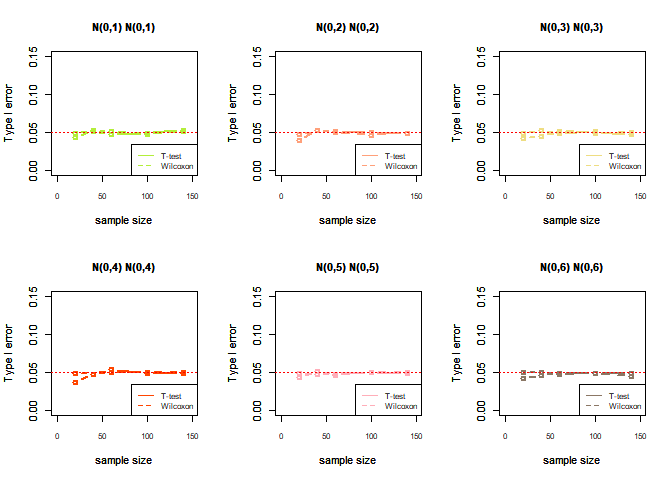 N(0,1) N(0,1)
Type I error
0.15
0.10
0.05
0.00
T-test
Wilcoxon
0 50 100 150
sample size
N(0,2) N(0,2)
Type I error
0.15
0.10
0.05
0.00
T-test
Wilcoxon
0 50 100 150
sample size
N(0,3) N(0,3)
Type I error
0.15
0.10
0.05
0.00
T-test
Wilcoxon
0 50 100 150
sample size
N(0,4) N(0,4)
Type I error
0.15
0.10
0.05
0.00
T-test
Wilcoxon
0 50 100 150
sample size
N(0,5) N(0,5)
Type I error
0.15
0.10
0.05
0.00
T-test
Wilcoxon
0 50 100 150
sample size
N(0,6) N(0,6)
Type I error
0.15
0.10
0.05
0.00
T-test
Wilcoxon
0 50 100 150
sample size